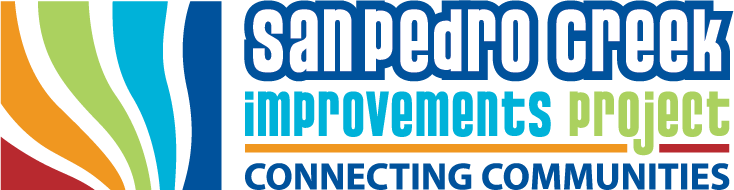 San Pedro Creek
improvements project
CONNECTING COMMUNITIES